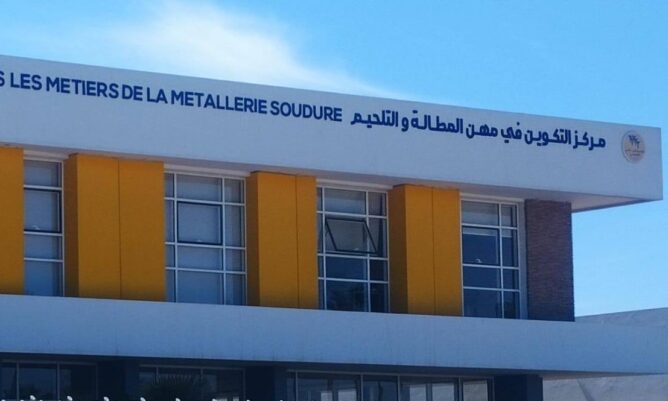 S LES METIERS DE LA METALLERIE SOUDURE مركز التكوين في مهن المطالة و التلحيم